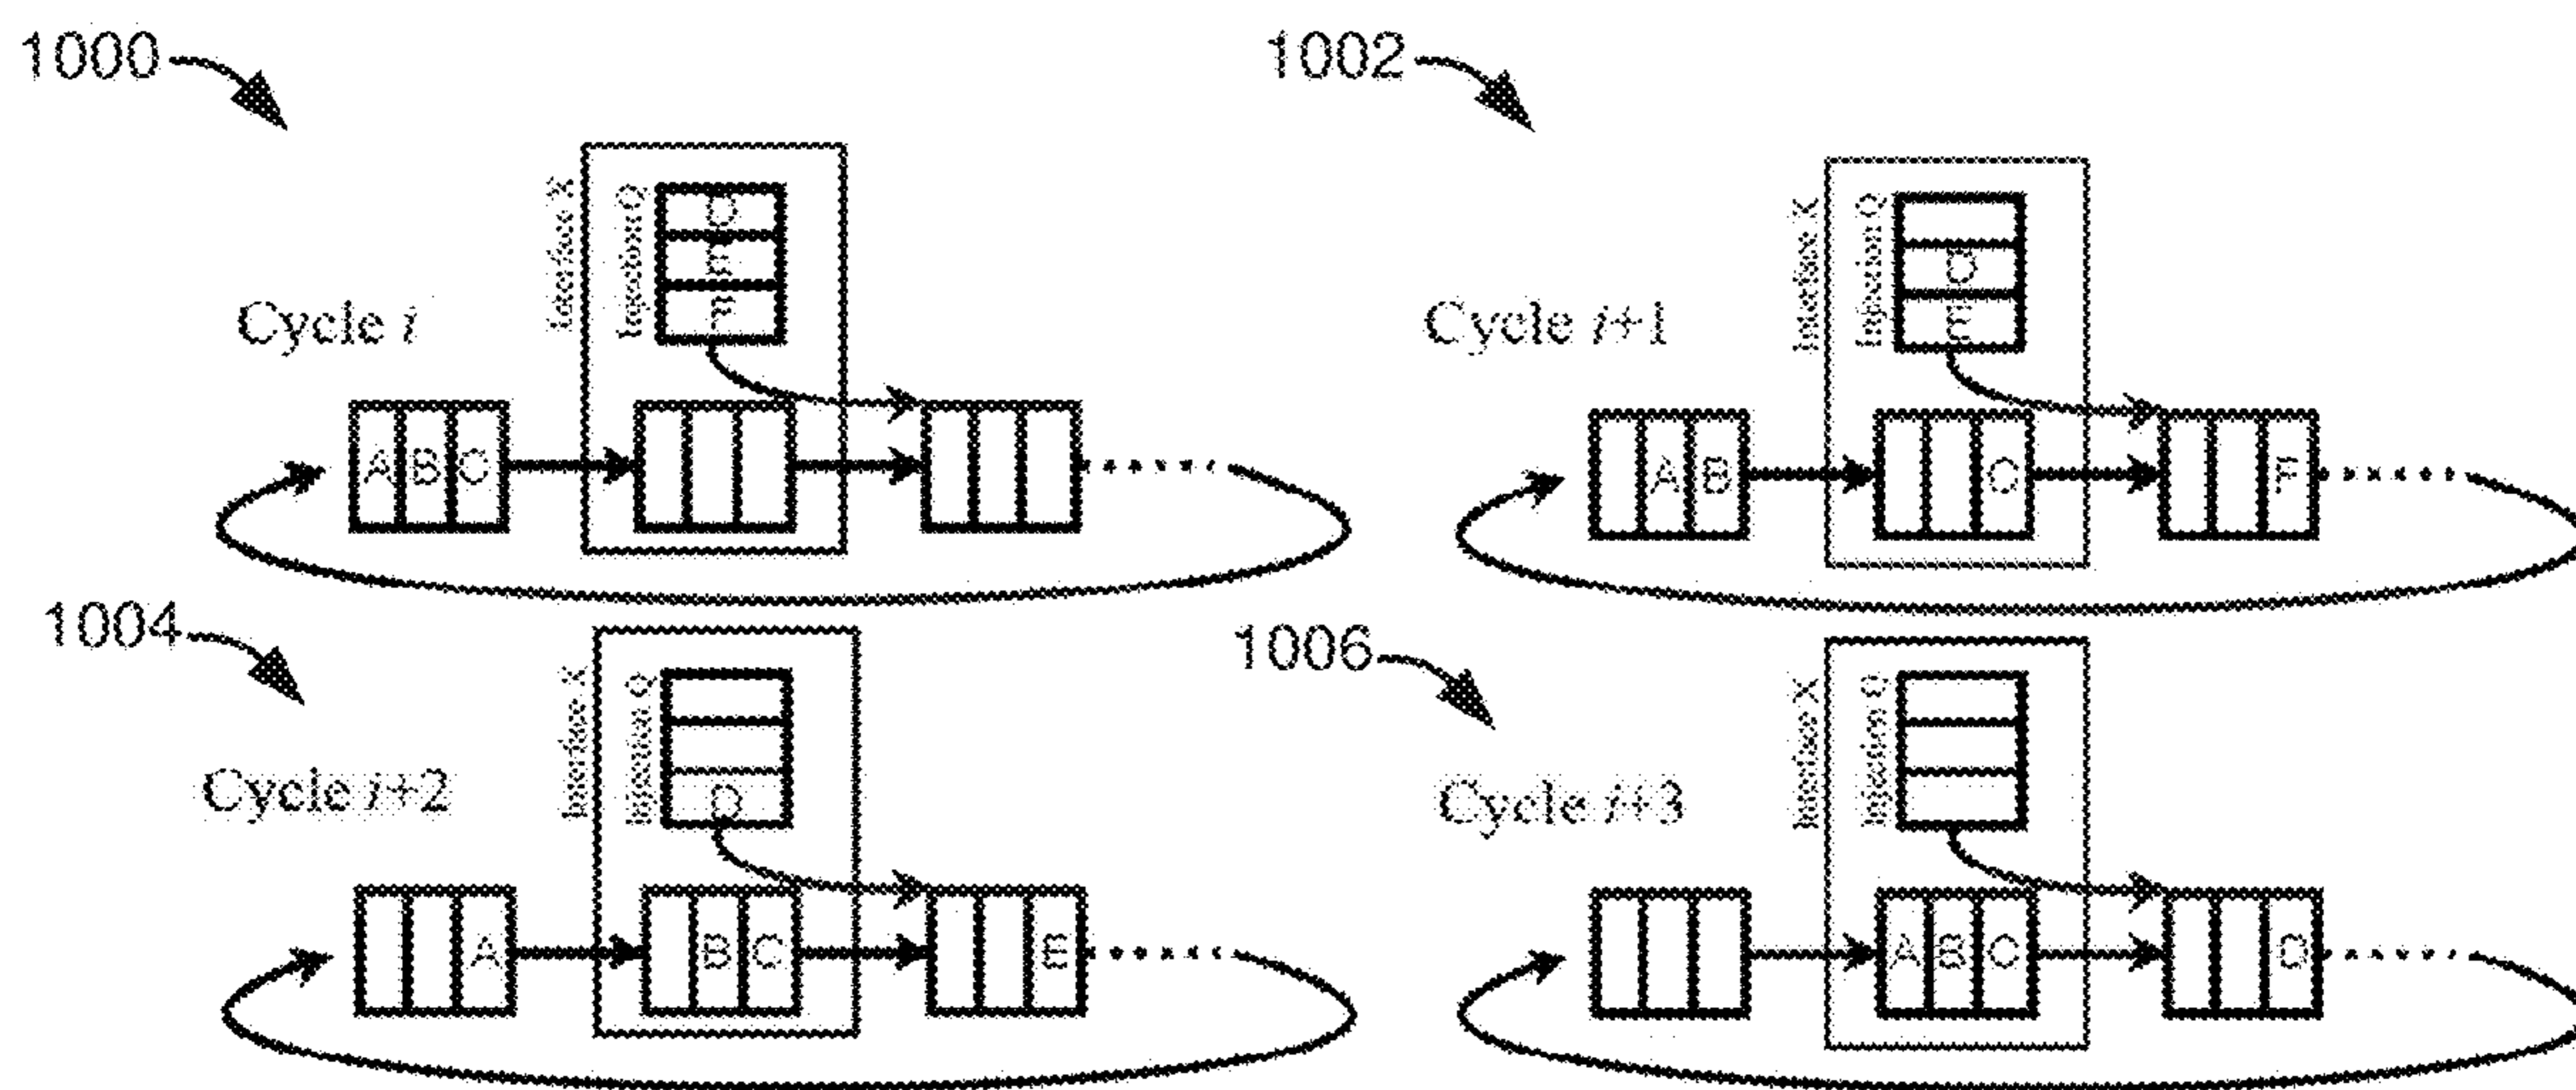 1000
Interface X
Injection Q
D
E
F
Cycle i
A B C
1002
Interface X
Injection Q
D
E
Cycle i+1
A B
C
F
1004
Interface X
Injection Q
D
Cycle i+2
A
B C
E
1006
Interface X
Injection Q
Cycle i+3
A B C
D